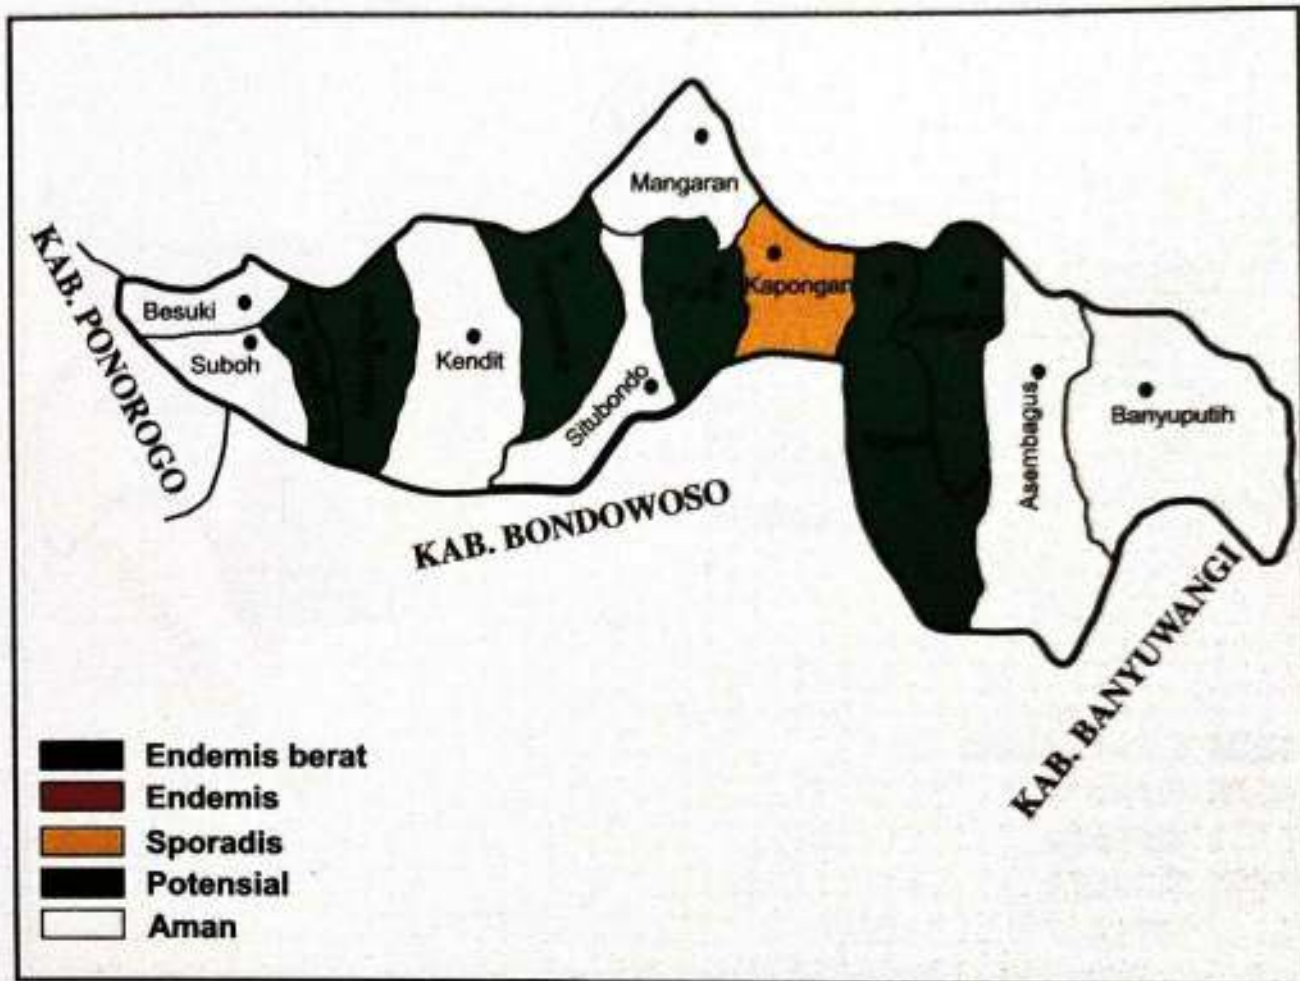 Mangaran
KAB. PONOROGO
Besuki
Suboh
Kendit
Situbondo
Kapongan
Asembagus
Banyuputih
KAB. BONDOWOSO
KAB. BANYUWANGI
Endemis berat
Endemis
Sporadis
Potensial
Aman